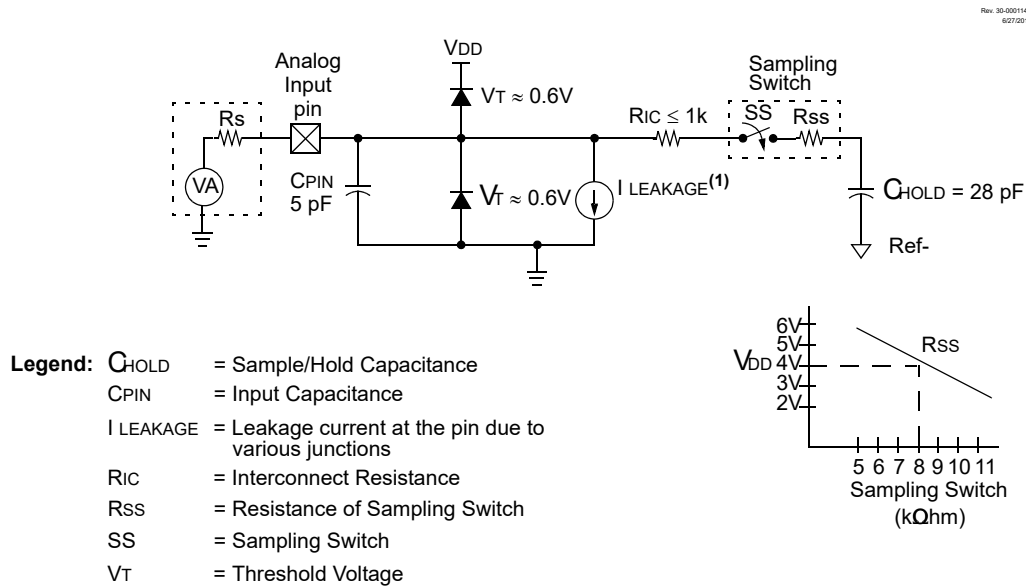 Rev. 30-000114
6/27/201
VDD
Analog
Input
pin
Sampling
Switch
VT ≈ 0.6V
RIC ≤ 1k
SS
RSS
Rs
VA
CPIN
5 pF
VT ≈ 0.6V
I LEAKAGE(1)
CHOLD = 28 pF
Ref-
Legend: CHOLD = Sample/Hold Capacitance
CPIN = Input Capacitance
I LEAKAGE = Leakage current at the pin due to
various junctions
RIC = Interconnect Resistance
RSS = Resistance of Sampling Switch
SS = Sampling Switch
VT = Threshold Voltage
6V
5V
RSS
VDD 4V
3V
2V
5 6 7 8 9 10 11
Sampling Switch
(kΩhm)